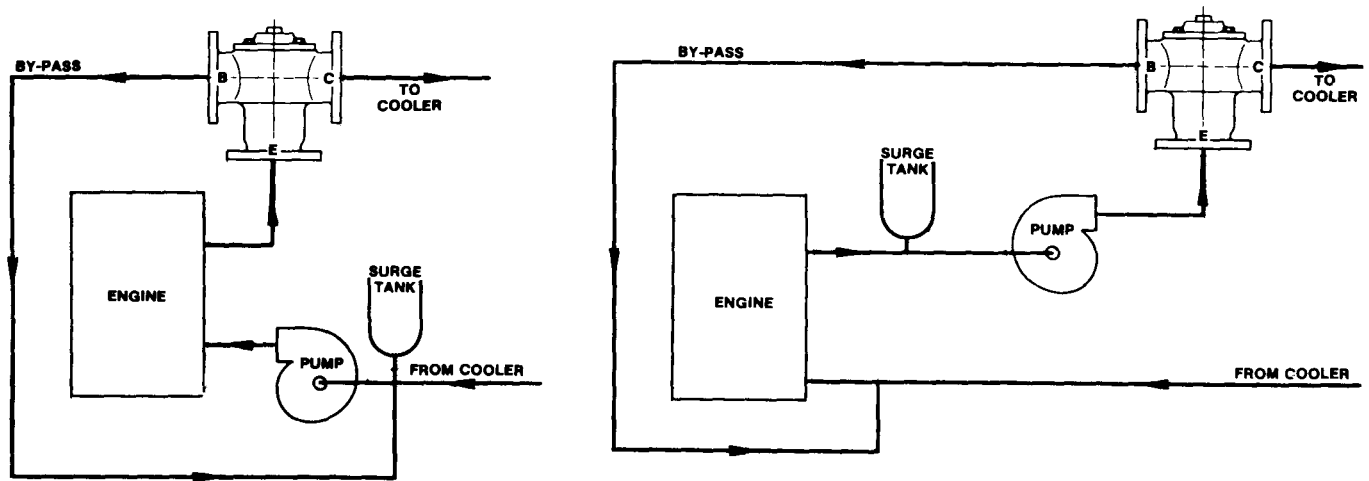 BY-PASS
B
C
TO
COOLER
E
ENGINE
SURGE
TANK
PUMP
FROM COOLER
BY-PASS
B
C
TO
COOLER
E
SURGE
TANK
PUMP
ENGINE
FROM COOLER